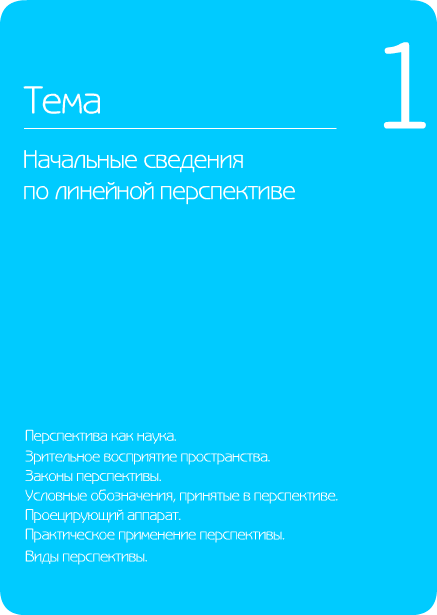 1
Тема
Начальные сведения
по линейной перспективе
Перспектива как наука.
Зрительное восприятие пространства.
Законы перспективы.
Условные обозначения, принятые в перспективе.
Проецирующий аппарат.
Практическое применение перспективы.
Виды перспективы.